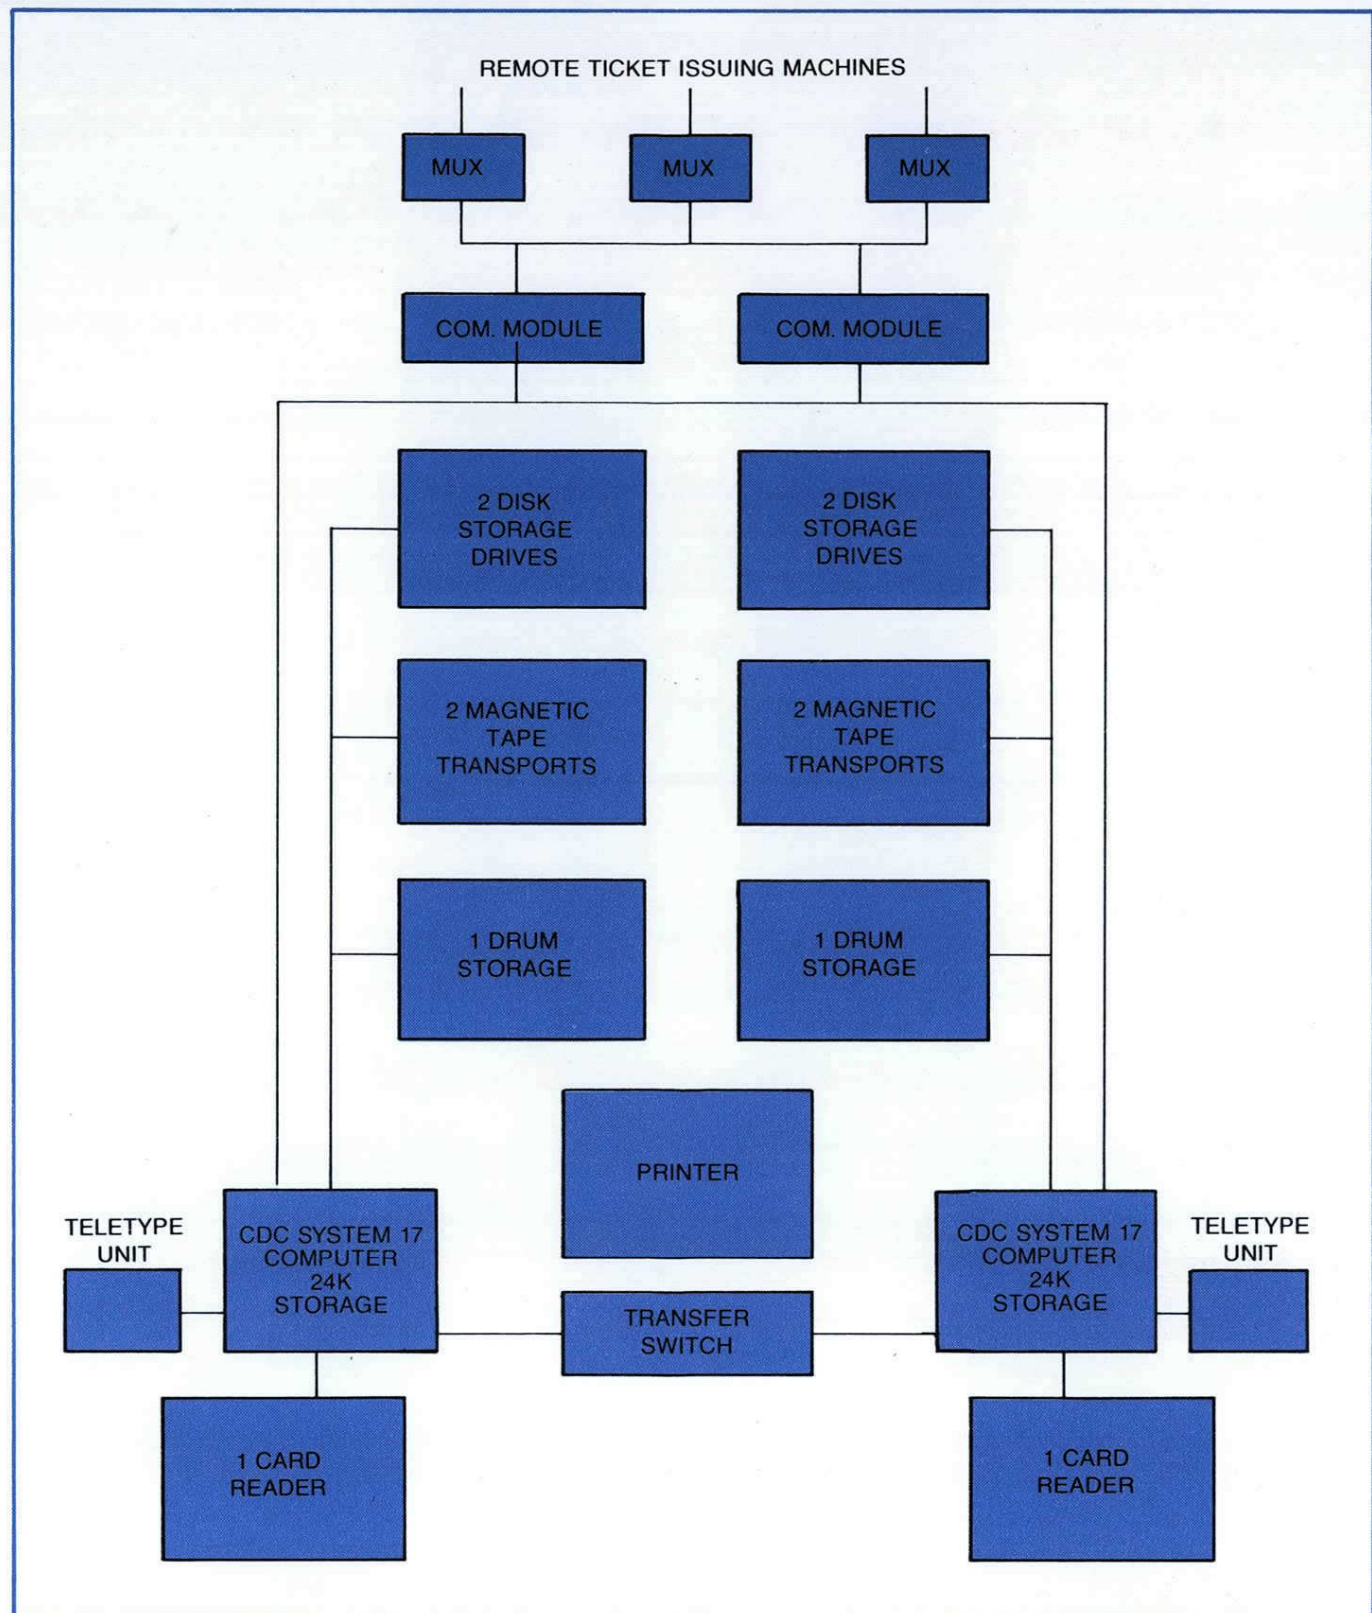 REMOTE TICKET ISSUING MACHINES
MUX
MUX
MUX
COM. MODULE
COM. MODULE
2 DISK
STORAGE
DRIVES
2 DISK
STORAGE
DRIVES
2 MAGNETIC
TAPE
TRANSPORTS
2 MAGNETIC
TAPE
TRANSPORTS
1 DRUM
STORAGE
1 DRUM
STORAGE
PRINTER
TELETYPE
UNIT
CDC SYSTEM 17
COMPUTER
24K
STORAGE
CDC SYSTEM 17
COMPUTER
24K
STORAGE
TELETYPE
UNIT
TRANSFER
SWITCH
1 CARD
READER
1 CARD
READER